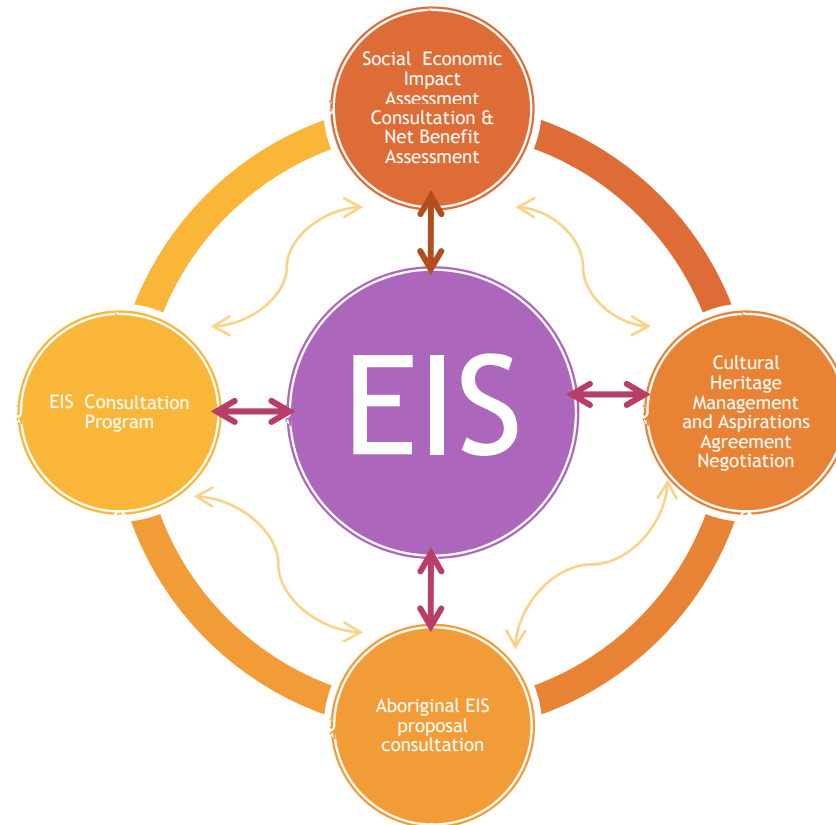 Social Economic
Impact
Assessment
Consultation &
Net Benefit
Assessment
EIS Consultation
Program
EIS
Cultural
Heritage
Management
and Aspirations
Agreement
Negotiation
Aboriginal EIS
proposal
consultation